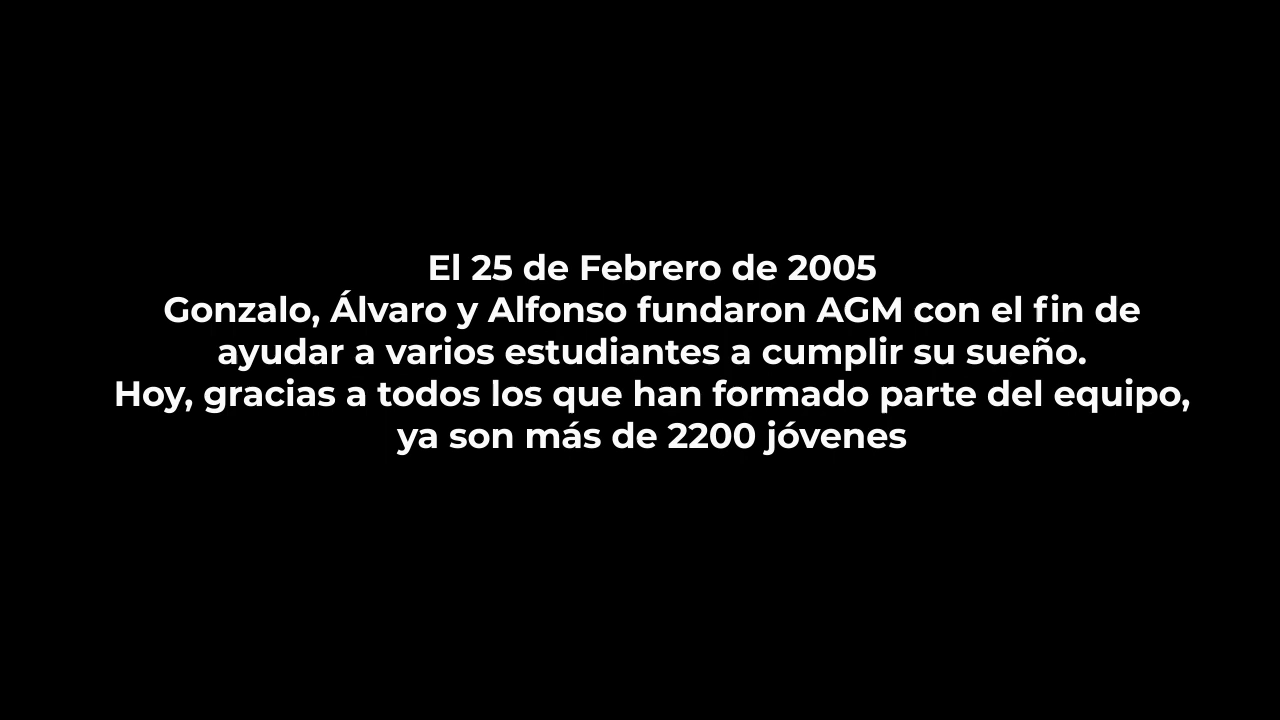 El 25 de Febrero de 2005
Gonzalo, Álvaro y Alfonso fundaron AGM con el fin de
ayudar a varios estudiantes a cumplir su sueño.
Hoy, gracias a todos los que han formado parte del equipo,
ya son más de 2200 jóvenes